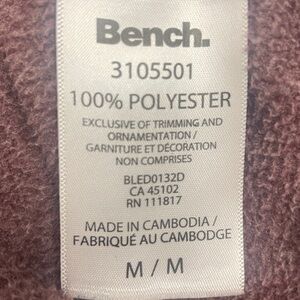 Bench.
3105501
100% POLYESTER
EXCLUSIVE OF TRIMMING AND
ORNAMENTATION /
GARNITURE ET DÉCORATION
NON COMPRISES
BLED0132D
CA 45102
RN 111817
MADE IN CAMBODIA/
FABRIQUÉ AU CAMBODGE
M / M